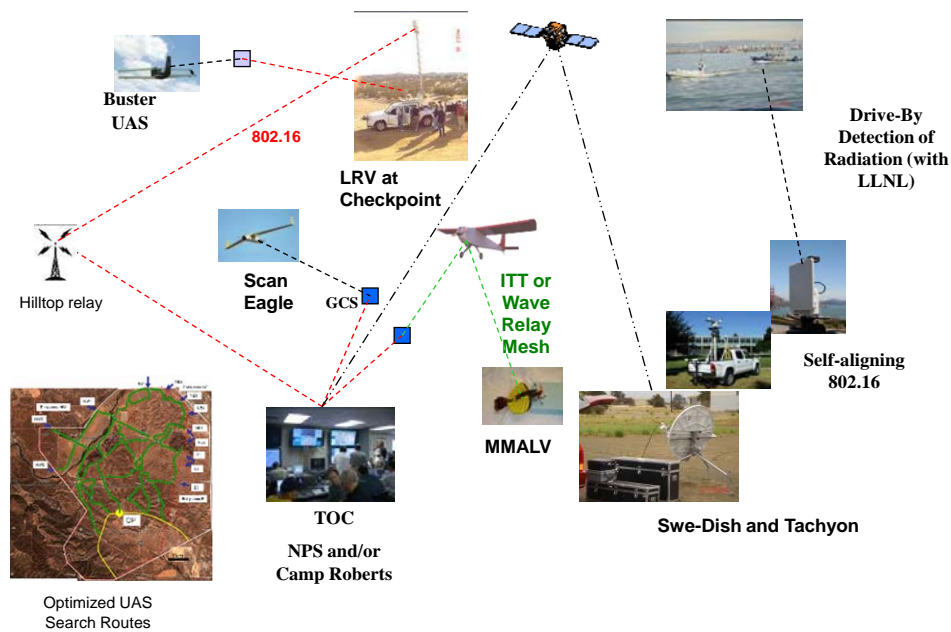 Buster
UAS
802.16
LRV at
Checkpoint
Drive-By
Detection of
Radiation (with
LLNL)
Hilltop relay
Scan
Eagle
GCS
ITT or
Wave
Relay
Mesh
Self-aligning
802.16
MMALV
TOC
NPS and/or
Camp Roberts
Swe-Dish and Tachyon
CP
Optimized UAS
Search Routes